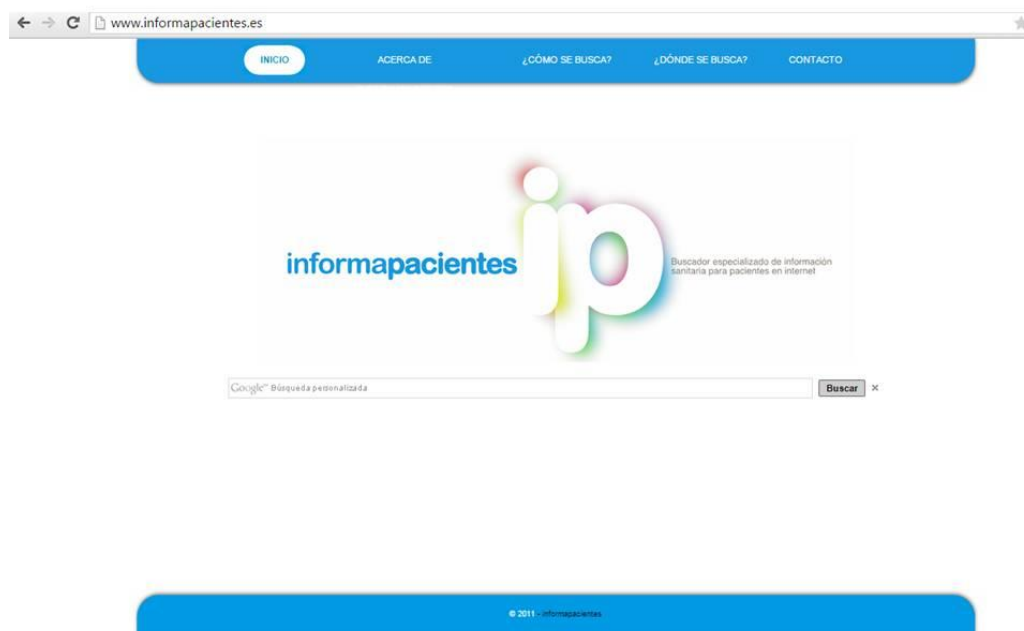 www.informapacientes.es
INICIO ACERCA DE ¿CÓMO SE BUSCA? ¿DÓNDE SE BUSCA? CONTACTO
ip
informapacientes
Buscador especializado de información
sanitaria para pacientes en internet
Google™ Búsqueda personalizada
Buscar ×
© 2011 - informapacientes